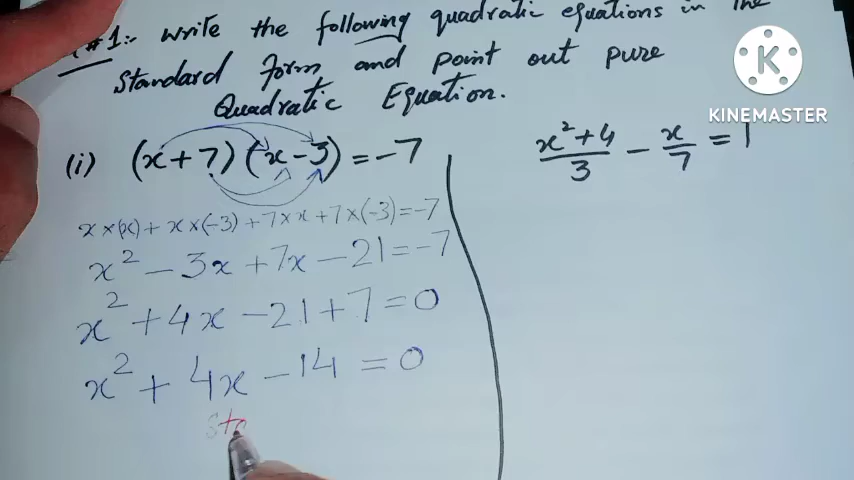 Q#1:- Write the following quadratic equations in the
standard form and point out pure
Quadratic Equation.
K
KINEMASTER
(i) (x+7)(x-3) = -7
x×(x)+x×(-3)+7×x+7×(-3)=-7
x² - 3x + 7x - 21 = -7
x² + 4x - 21 + 7 = 0
x² + 4x - 14 = 0
sta
(x²+4)/3 - x/7 = 1